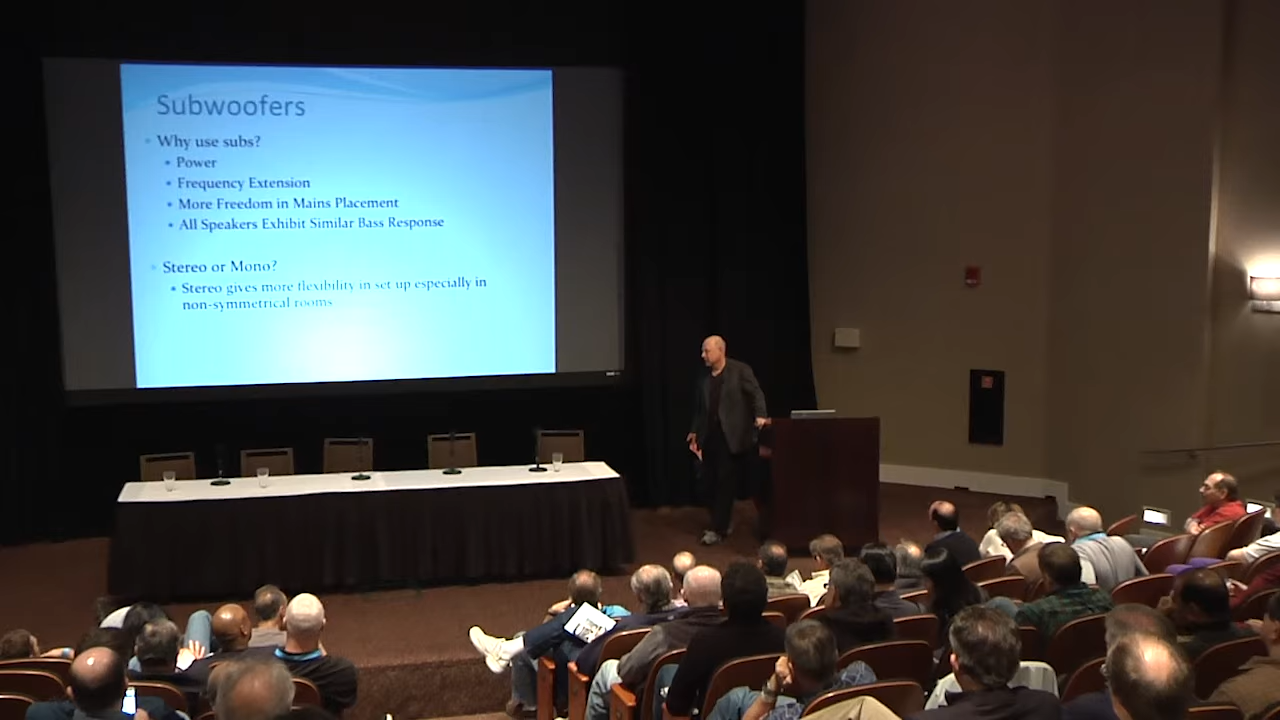 Subwoofers
• Why use subs?
• Power
• Frequency Extension
• More Freedom in Mains Placement
• All Speakers Exhibit Similar Bass Response
• Stereo or Mono?
• Stereo gives more flexibility in set up especially in
non-symmetrical rooms